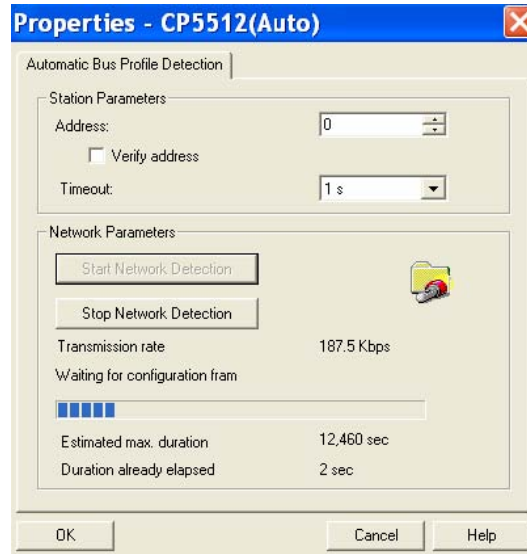 Properties - CP5512(Auto)
Automatic Bus Profile Detection
Station Parameters
Address: 0
Verify address
Timeout: 1 s
Network Parameters
Start Network Detection
Stop Network Detection
Transmission rate 187.5 Kbps
Waiting for configuration fram
Estimated max. duration 12,460 sec
Duration already elapsed 2 sec
OK Cancel Help